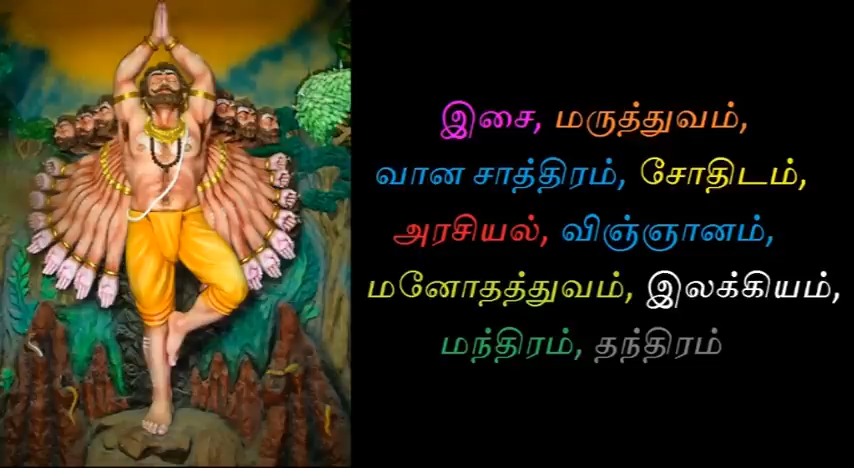 இசை, மருத்துவம்,
வான சாத்திரம், சோதிடம்,
அரசியல், விஞ்ஞானம்,
மனோதத்துவம், இலக்கியம்,
மந்திரம், தந்திரம்